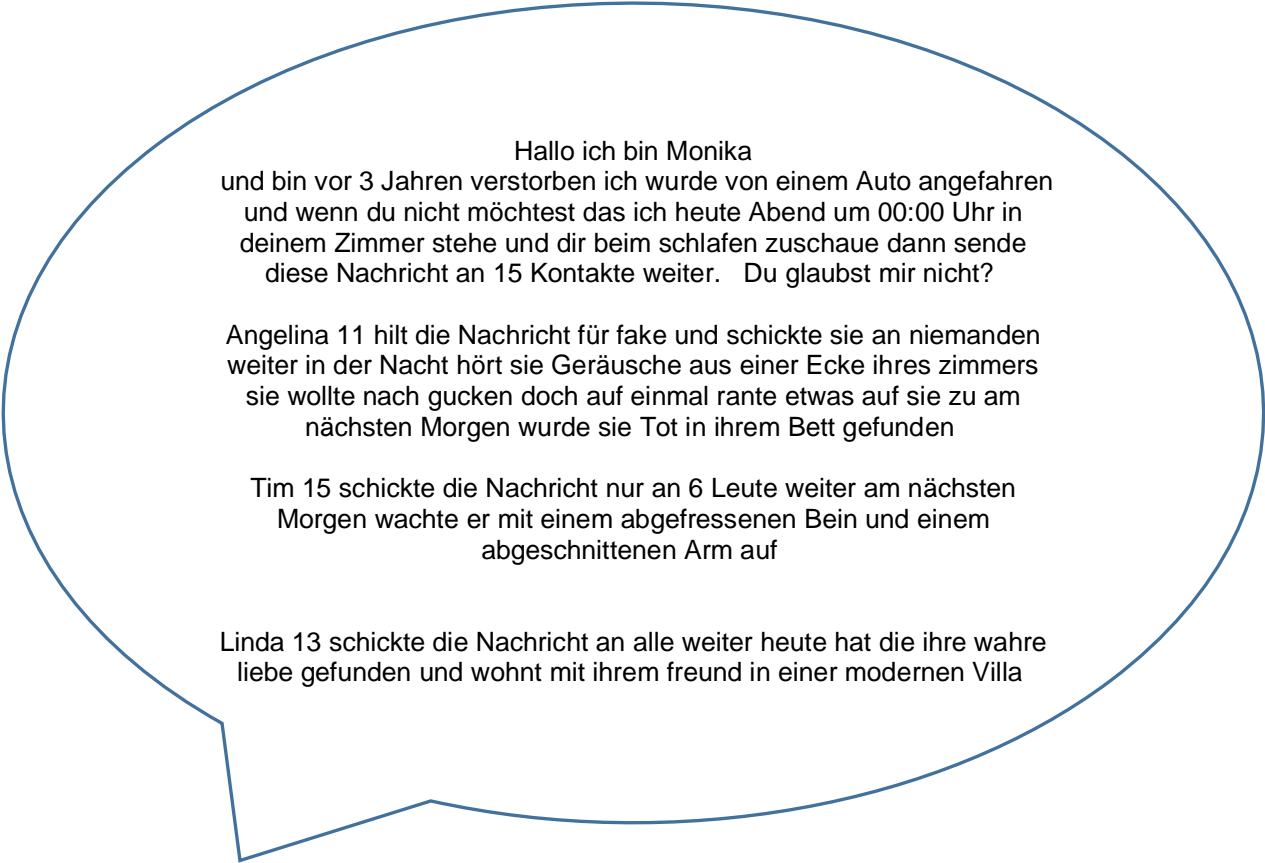 Hallo ich bin Monika
und bin vor 3 Jahren verstorben ich wurde von einem Auto angefahren
und wenn du nicht möchtest das ich heute Abend um 00:00 Uhr in
deinem Zimmer stehe und dir beim schlafen zuschaue dann sende
diese Nachricht an 15 Kontakte weiter.   Du glaubst mir nicht?
Angelina 11 hilt die Nachricht für fake und schickte sie an niemanden
weiter in der Nacht hört sie Geräusche aus einer Ecke ihres zimmers
sie wollte nach gucken doch auf einmal rante etwas auf sie zu am
nächsten Morgen wurde sie Tot in ihrem Bett gefunden
Tim 15 schickte die Nachricht nur an 6 Leute weiter am nächsten
Morgen wachte er mit einem abgefressenen Bein und einem
abgeschnittenen Arm auf
Linda 13 schickte die Nachricht an alle weiter heute hat die ihre wahre
liebe gefunden und wohnt mit ihrem freund in einer modernen Villa